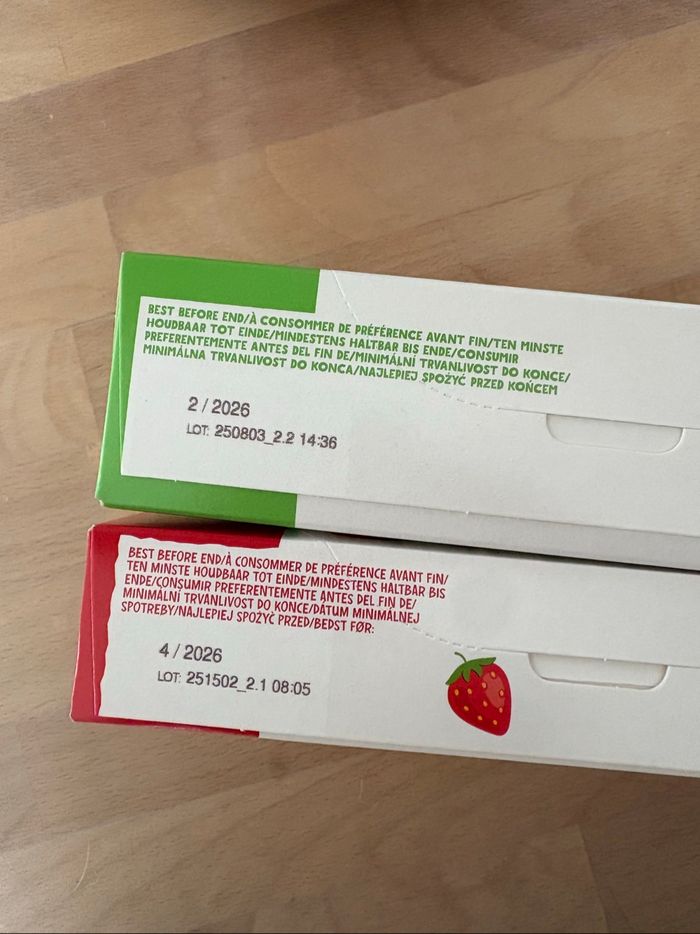 BEST BEFORE END/À CONSOMMER DE PRÉFÉRENCE AVANT FIN/TEN MINSTE
HOUDBAAR TOT EINDE/MINDESTENS HALTBAR BIS ENDE/CONSUMIR
PREFERENTEMENTE ANTES DEL FIN DE/MINIMÁLNÍ TRVANLIVOST DO KONCE/
MINIMÁLNA TRVANLIVOST DO KONCA/NAJLEPIEJ SPOŻYĆ PRZED KOŃCEM
2 / 2026
LOT: 250803_2.2 14:36
BEST BEFORE END/À CONSOMMER DE PRÉFÉRENCE AVANT FIN/
TEN MINSTE HOUDBAAR TOT EINDE/MINDESTENS HALTBAR BIS
ENDE/CONSUMIR PREFERENTEMENTE ANTES DEL FIN DE/
MINIMÁLNÍ TRVANLIVOST DO KONCE/DÁTUM MINIMÁLNEJ
SPOTREBY/NAJLEPIEJ SPOŻYĆ PRZED/BEDST FØR:
4 / 2026
LOT: 251502_2.1 08:05